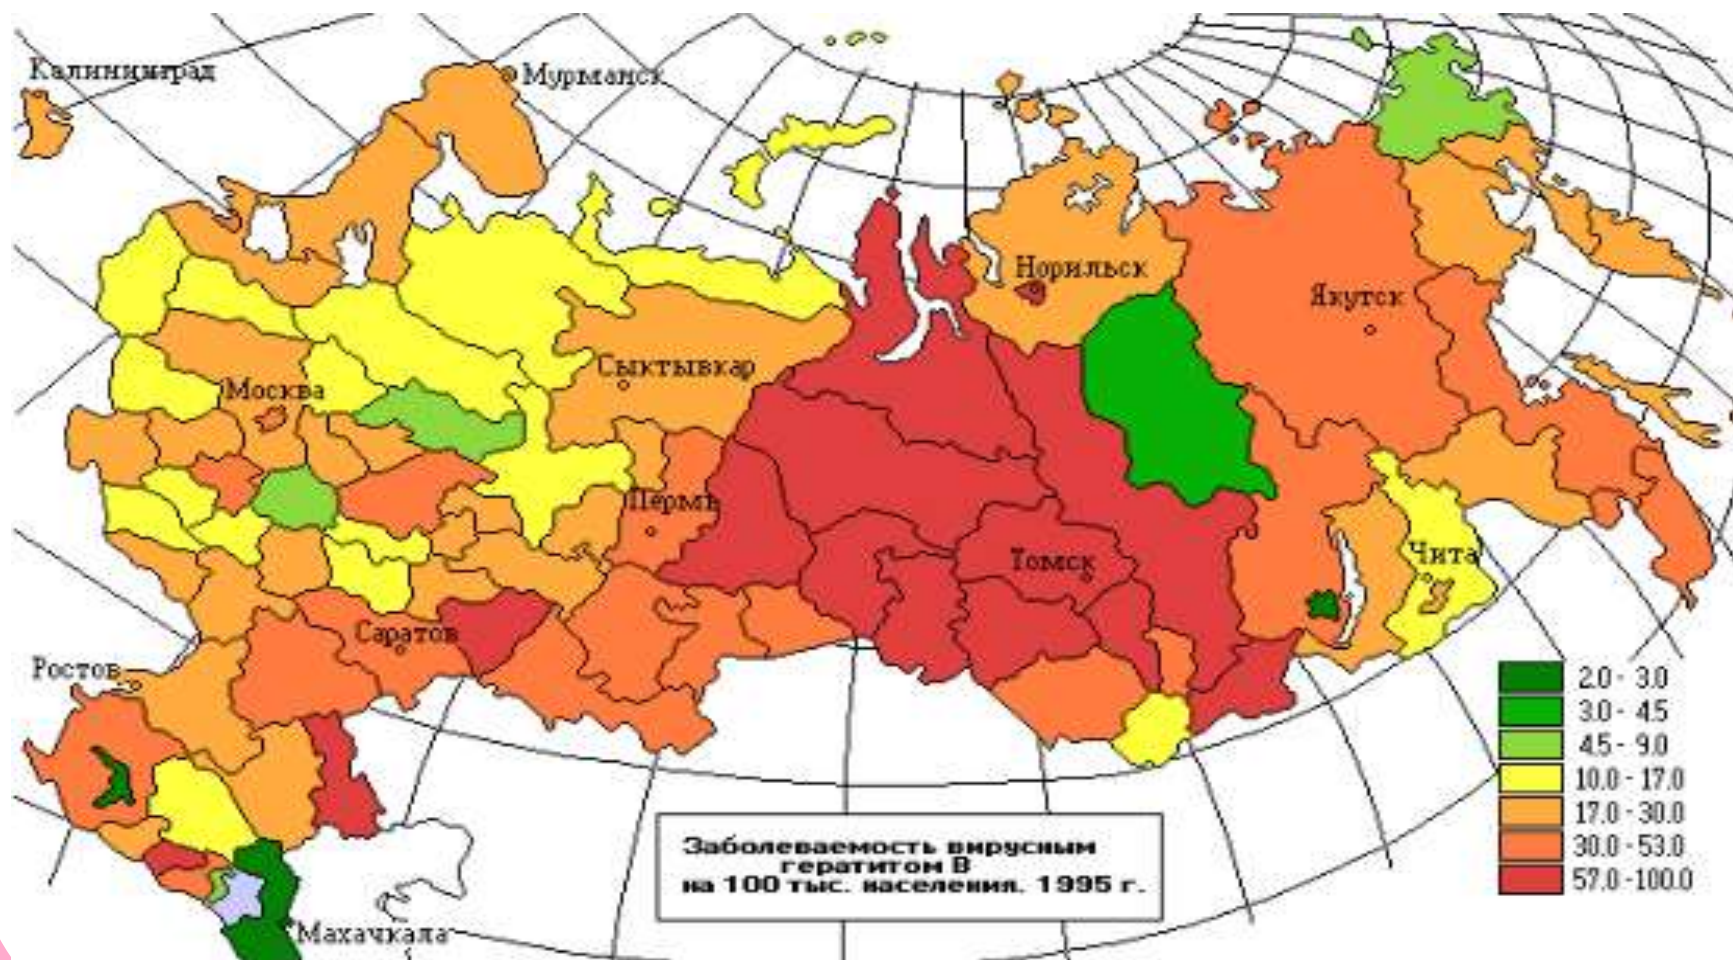 Калининград
Мурманск
Норильск
Якутск
Сыктывкар
Москва
Пермь
Томск
Чита
Саратов
Ростов
Махачкала
2.0 - 3.0
3.0 - 4.5
4.5 - 9.0
10.0 - 17.0
17.0 - 30.0
30.0 - 53.0
57.0 -100.0
Заболеваемость вирусным
гератитом В
на 100 тыс. населения. 1995 г.